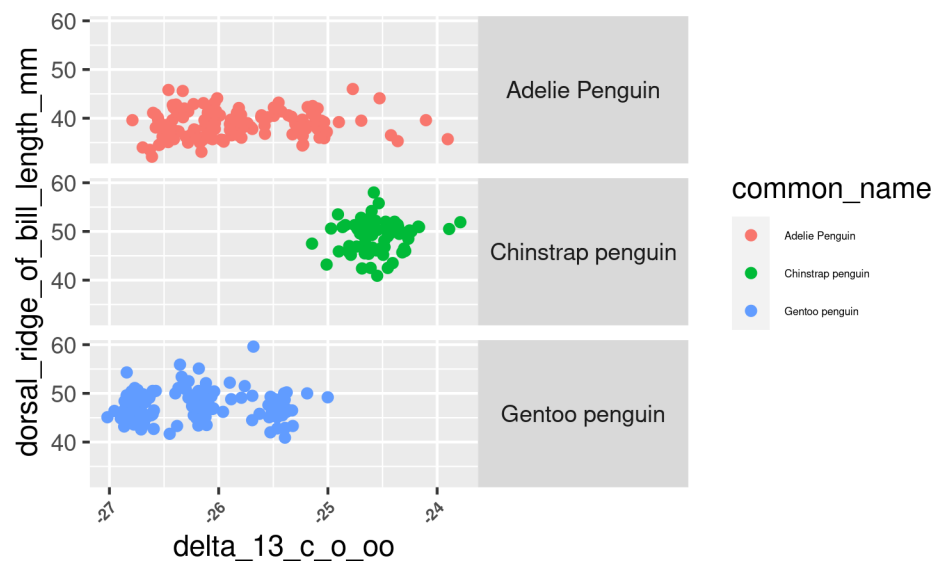 dorsal_ridge_of_bill_length_mm
60
50
40
Adelie Penguin
60
50
40
Chinstrap penguin
60
50
40
Gentoo penguin
-27
-26
-25
-24
delta_13_c_o_oo
common_name
Adelie Penguin
Chinstrap penguin
Gentoo penguin